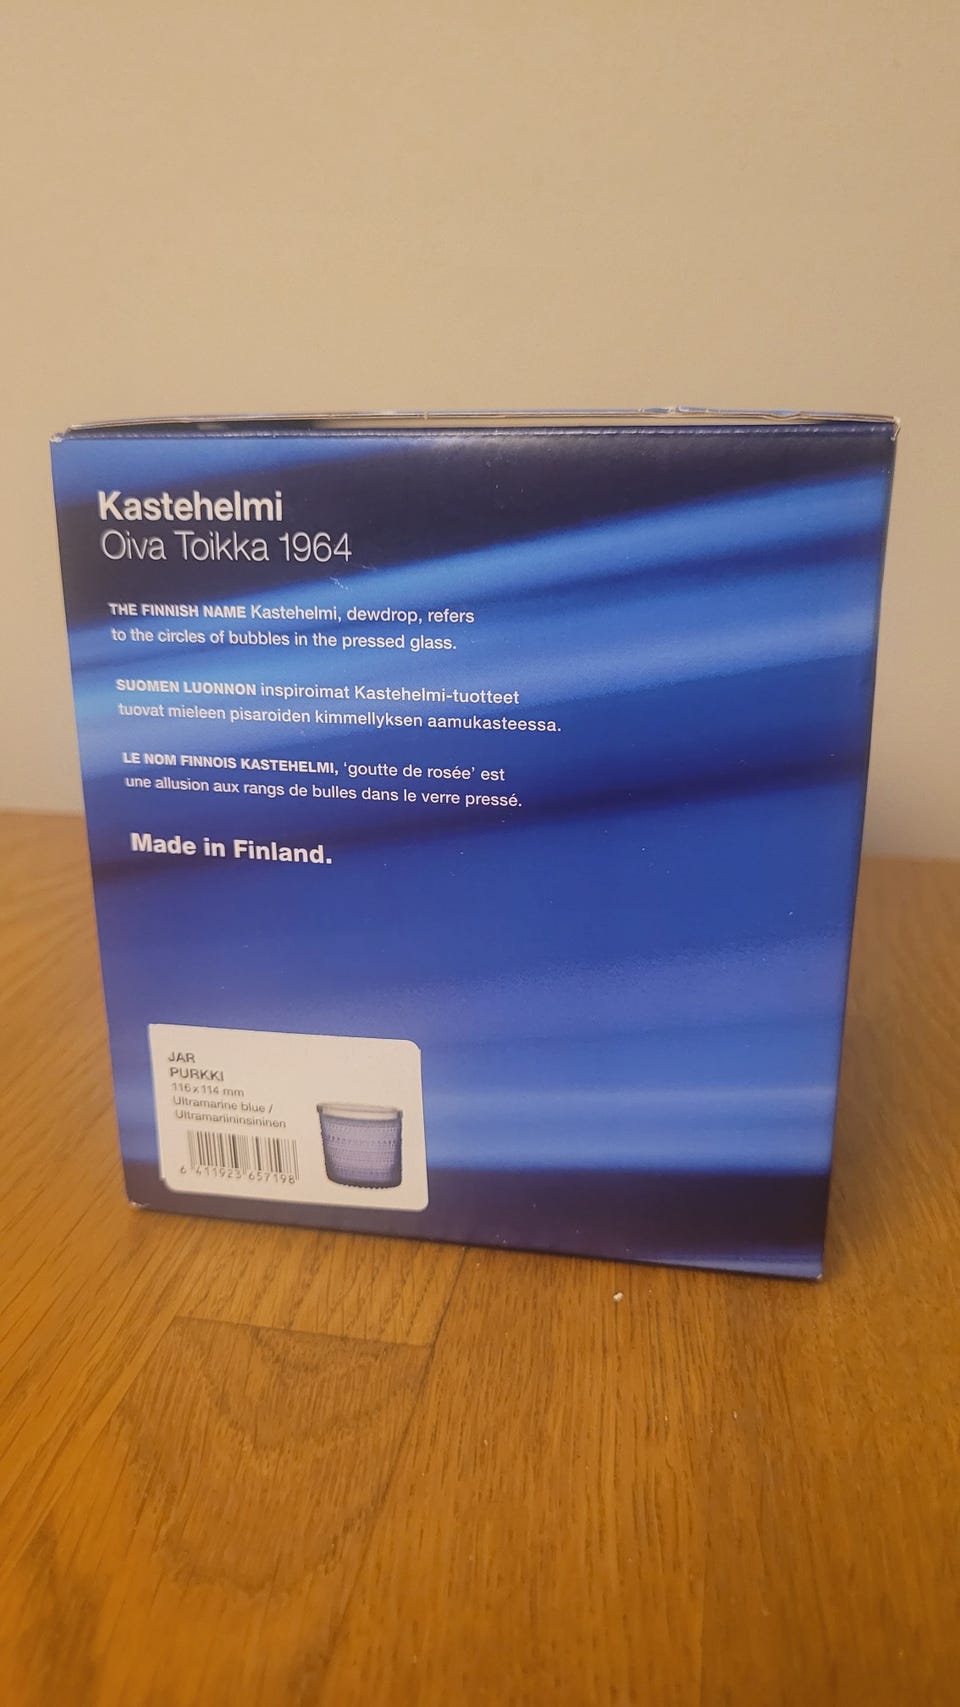 Kastehelmi
Oiva Toikka 1964
THE FINNISH NAME Kastehelmi, dewdrop, refers
to the circles of bubbles in the pressed glass.
SUOMEN LUONNON inspiroimat Kastehelmi-tuotteet
tuovat mieleen pisaroiden kimmellyksen aamukasteessa.
LE NOM FINNOIS KASTEHELMI, ‘goutte de rosée’ est
une allusion aux rangs de bulles dans le verre pressé.
Made in Finland.
JAR
PURKKI
116 x 114 mm
Ultramarine blue /
Ultramariininsininen
6 411923 657198